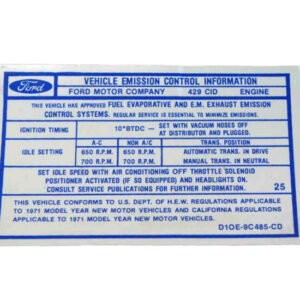 Ford
VEHICLE EMISSION CONTROL INFORMATION
FORD MOTOR COMPANY 429 CID ENGINE
THIS VEHICLE HAS APPROVED FUEL EVAPORATIVE AND E.M. EXHAUST EMISSION
CONTROL SYSTEMS. REGULAR SERVICE IS ESSENTIAL TO MINIMIZE EMISSIONS.
IGNITION TIMING 10°BTDC – SET WITH VACUUM HOSES OFF
AT DISTRIBUTOR AND PLUGGED.
A-C NON A/C TRANS. POSITION
IDLE SETTING 650 R.P.M. 650 R.P.M. AUTOMATIC TRANS. IN DRIVE
700 R.P.M. 700 R.P.M. MANUAL TRANS. IN NEUTRAL
SET IDLE SPEED WITH AIR CONDITIONING OFF THROTTLE SOLENOID
POSITIONER ACTIVATED (IF SO EQUIPPED) AND HEADLIGHTS ON.
CONSULT SERVICE PUBLICATIONS FOR FURTHER INFORMATION. 25
THIS VEHICLE CONFORMS TO U.S. DEPT. OF H.E.W. REGULATIONS APPLICABLE
TO 1971 MODEL YEAR NEW MOTOR VEHICLES AND CALIFORNIA REGULATIONS
APPLICABLE TO 1971 MODEL YEAR NEW MOTOR VEHICLES.
D1OE-9C485-CD